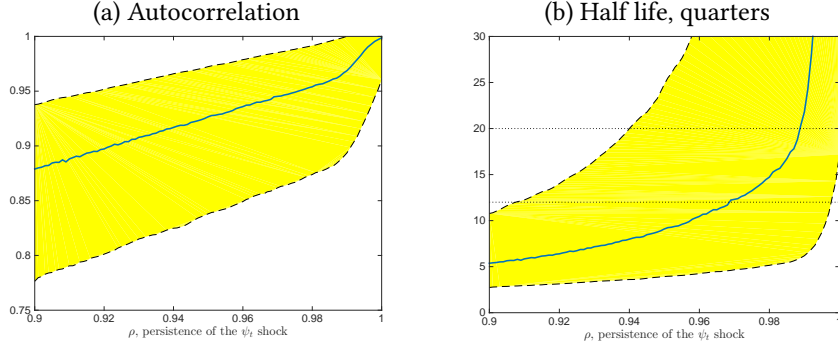 (a) Autocorrelation
1
0.95
0.9
0.85
0.8
0.75
0.9 0.92 0.94 0.96 0.98 1
ρ, persistence of the ψt shock
(b) Half life, quarters
30
25
20
15
10
5
0
0.9 0.92 0.94 0.96 0.98 1
ρ, persistence of the ψt shock